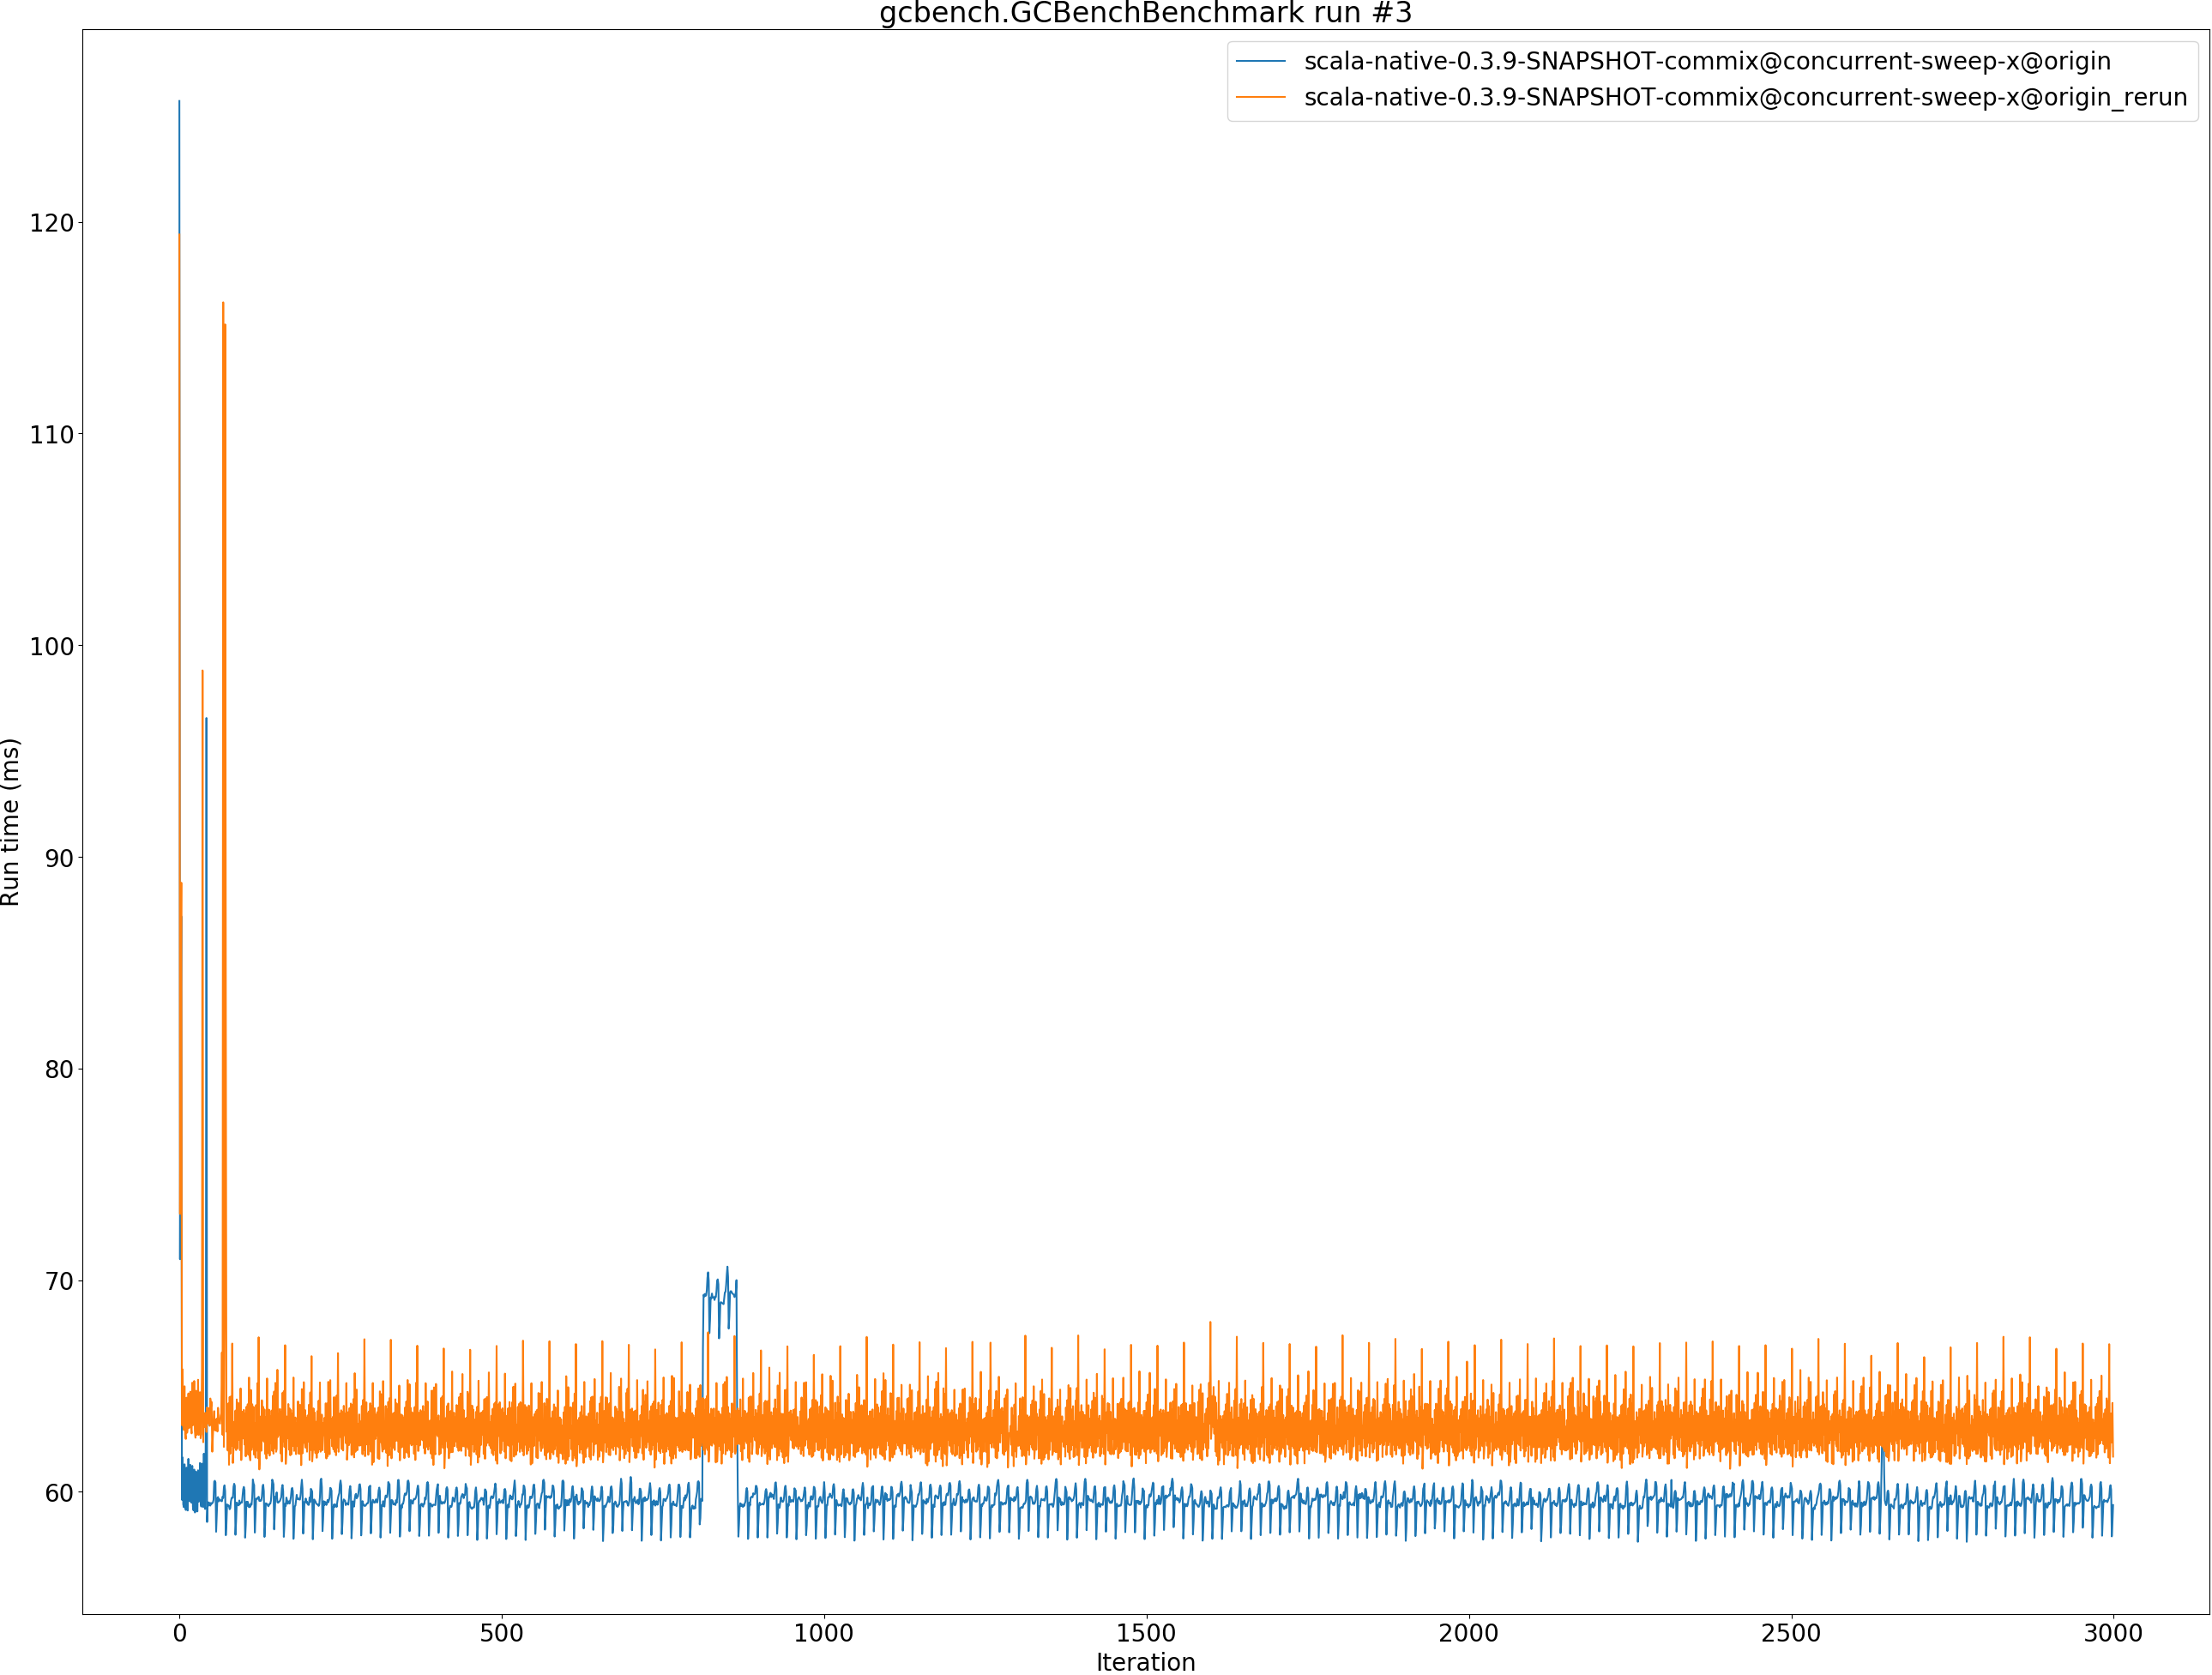 gcbench.GCBenchBenchmark run #3
scala-native-0.3.9-SNAPSHOT-commix@concurrent-sweep-x@origin
scala-native-0.3.9-SNAPSHOT-commix@concurrent-sweep-x@origin_rerun
120
110
100
90
80
70
60
Run time (ms)
0 500 1000 1500 2000 2500 3000
Iteration